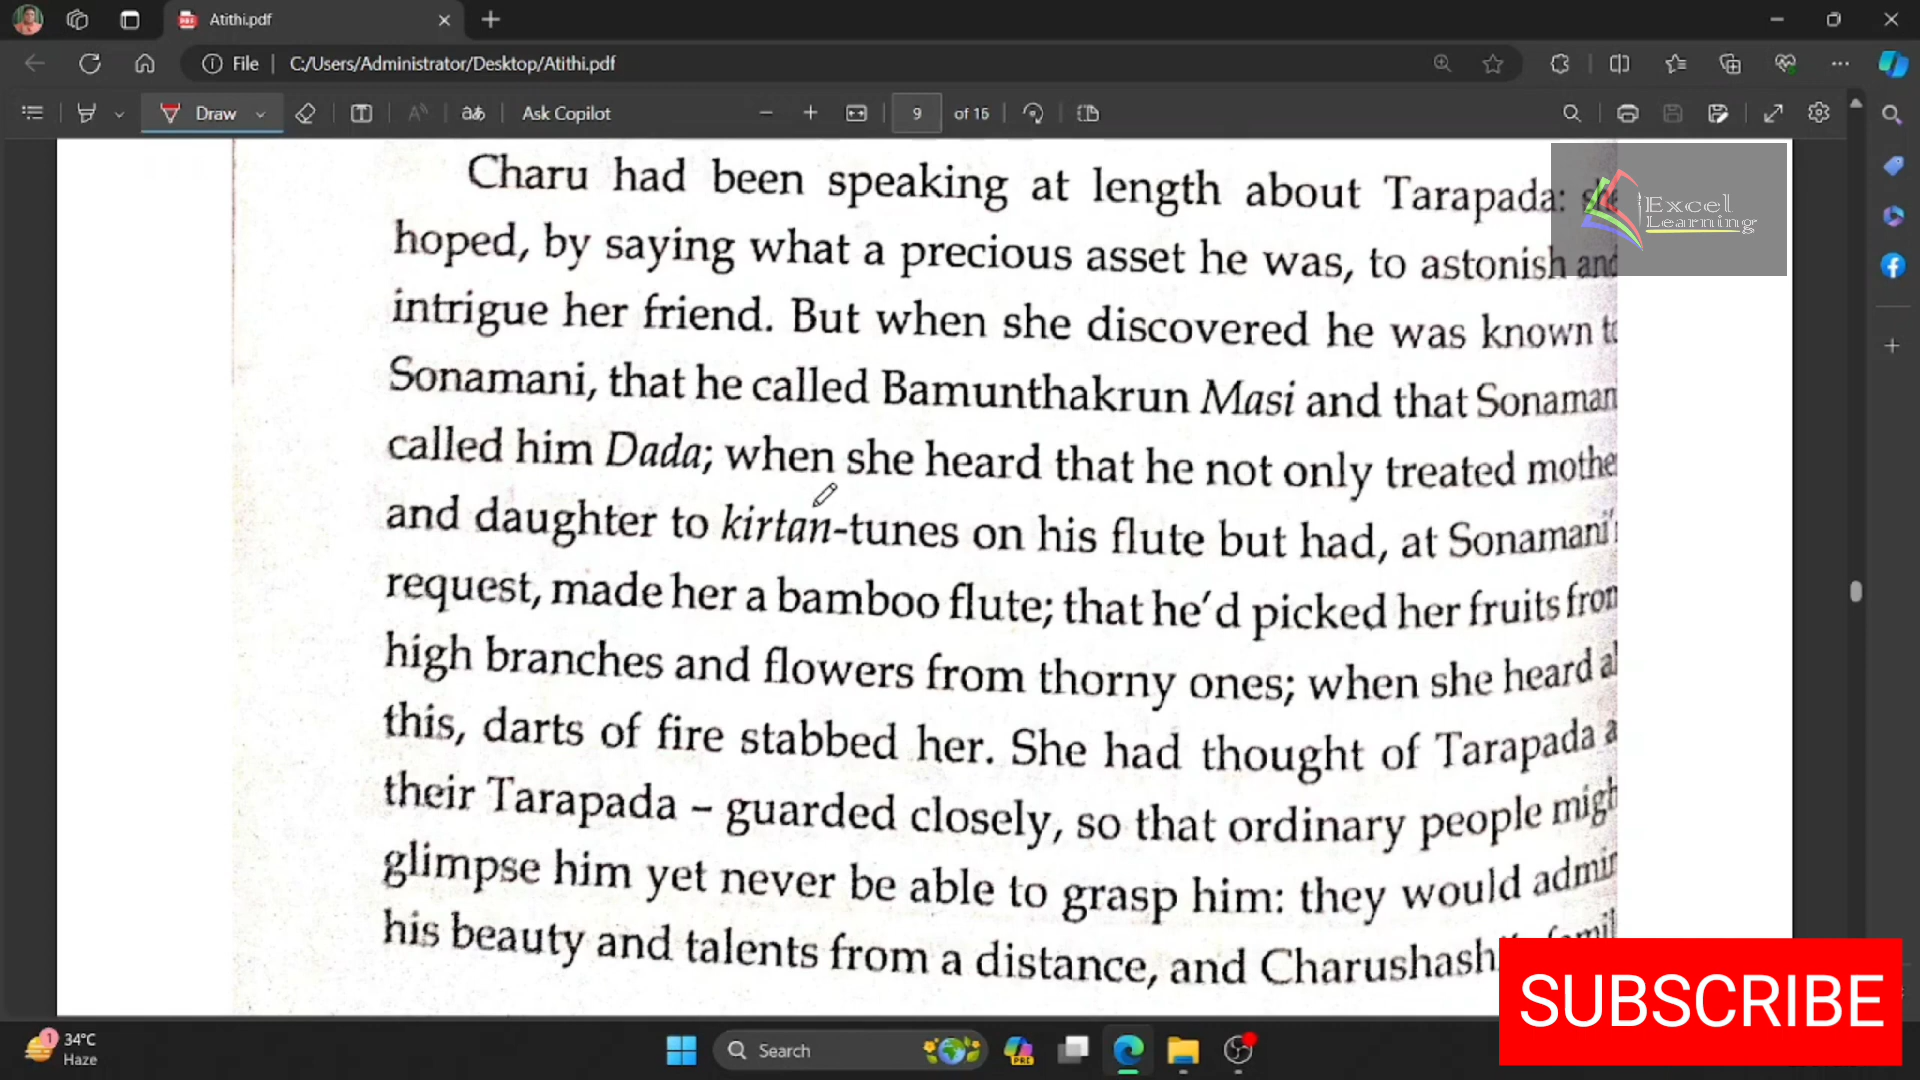 Atithi.pdf
File
C:/Users/Administrator/Desktop/Atithi.pdf
Draw
Ask Copilot
9 of 15
Charu had been speaking at length about Tarapada: she
hoped, by saying what a precious asset he was, to astonish and
intrigue her friend. But when she discovered he was known to
Sonamani, that he called Bamunthakrun Masi and that Sonaman
called him Dada; when she heard that he not only treated mothe
and daughter to kirtan-tunes on his flute but had, at Sonamani's
request, made her a bamboo flute; that he'd picked her fruits from
high branches and flowers from thorny ones; when she heard al
this, darts of fire stabbed her. She had thought of Tarapada a
their Tarapada – guarded closely, so that ordinary people migh
glimpse him yet never be able to grasp him: they would admir
his beauty and talents from a distance, and Charushashi
Excel
Learning
SUBSCRIBE
1
34°C
Haze
Search
PRE